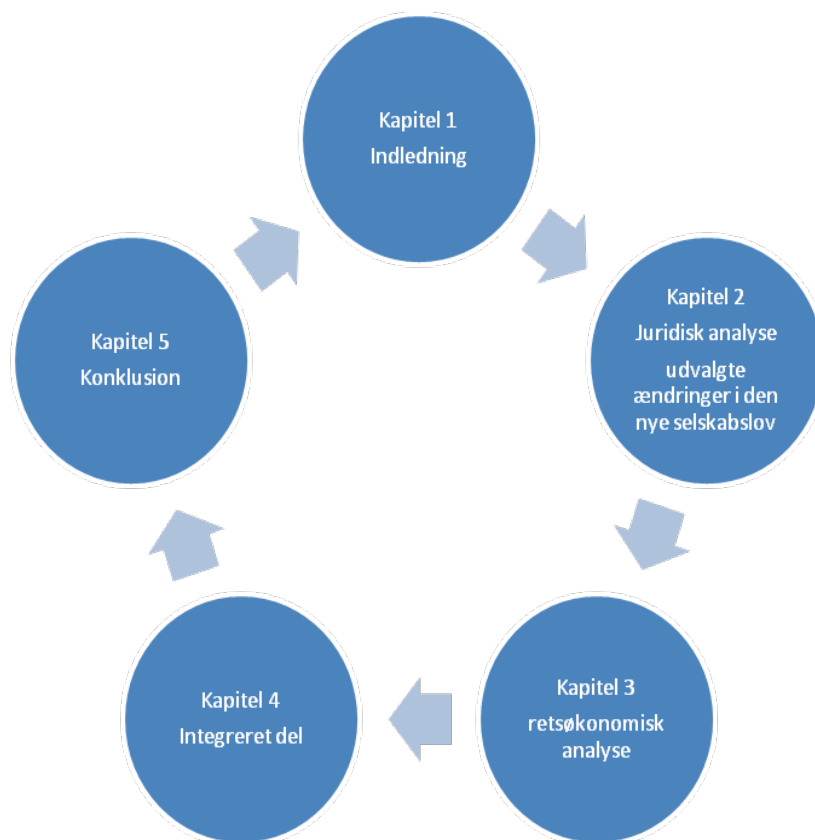 Kapitel 1
Indledning
Kapitel 2
Juridisk analyse
udvalgte
ændringer i den
nye selskabslov
Kapitel 3
retsøkonomisk
analyse
Kapitel 4
Integreret del
Kapitel 5
Konklusion